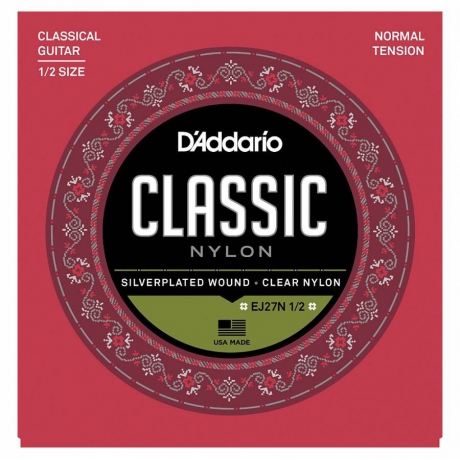 CLASSICAL
GUITAR
1/2 SIZE
NORMAL
TENSION
D'Addario
CLASSIC
NYLON
SILVERPLATED WOUND • CLEAR NYLON
EJ27N 1/2
USA MADE